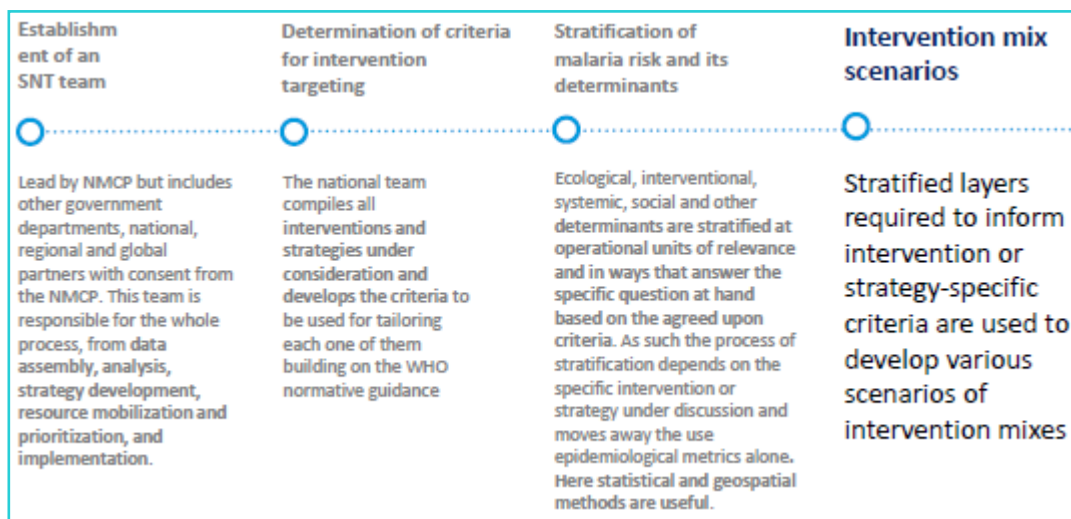 Establishm
ent of an
SNT team
Lead by NMCP but includes
other government
departments, national,
regional and global
partners with consent from
the NMCP. This team is
responsible for the whole
process, from data
assembly, analysis,
strategy development,
resource mobilization and
prioritization, and
implementation.
Determination of criteria
for intervention
targeting
The national team
compiles all
interventions and
strategies under
consideration and
develops the criteria to
be used for tailoring
each one of them
building on the WHO
normative guidance
Stratification of
malaria risk and its
determinants
Ecological, interventional,
systemic, social and other
determinants are stratified at
operational units of relevance
and in ways that answer the
specific question at hand
based on the agreed upon
criteria. As such the process of
stratification depends on the
specific intervention or
strategy under discussion and
moves away the use
epidemiological metrics alone.
Here statistical and geospatial
methods are useful.
Intervention mix
scenarios
Stratified layers
required to inform
intervention or
strategy-specific
criteria are used to
develop various
scenarios of
intervention mixes